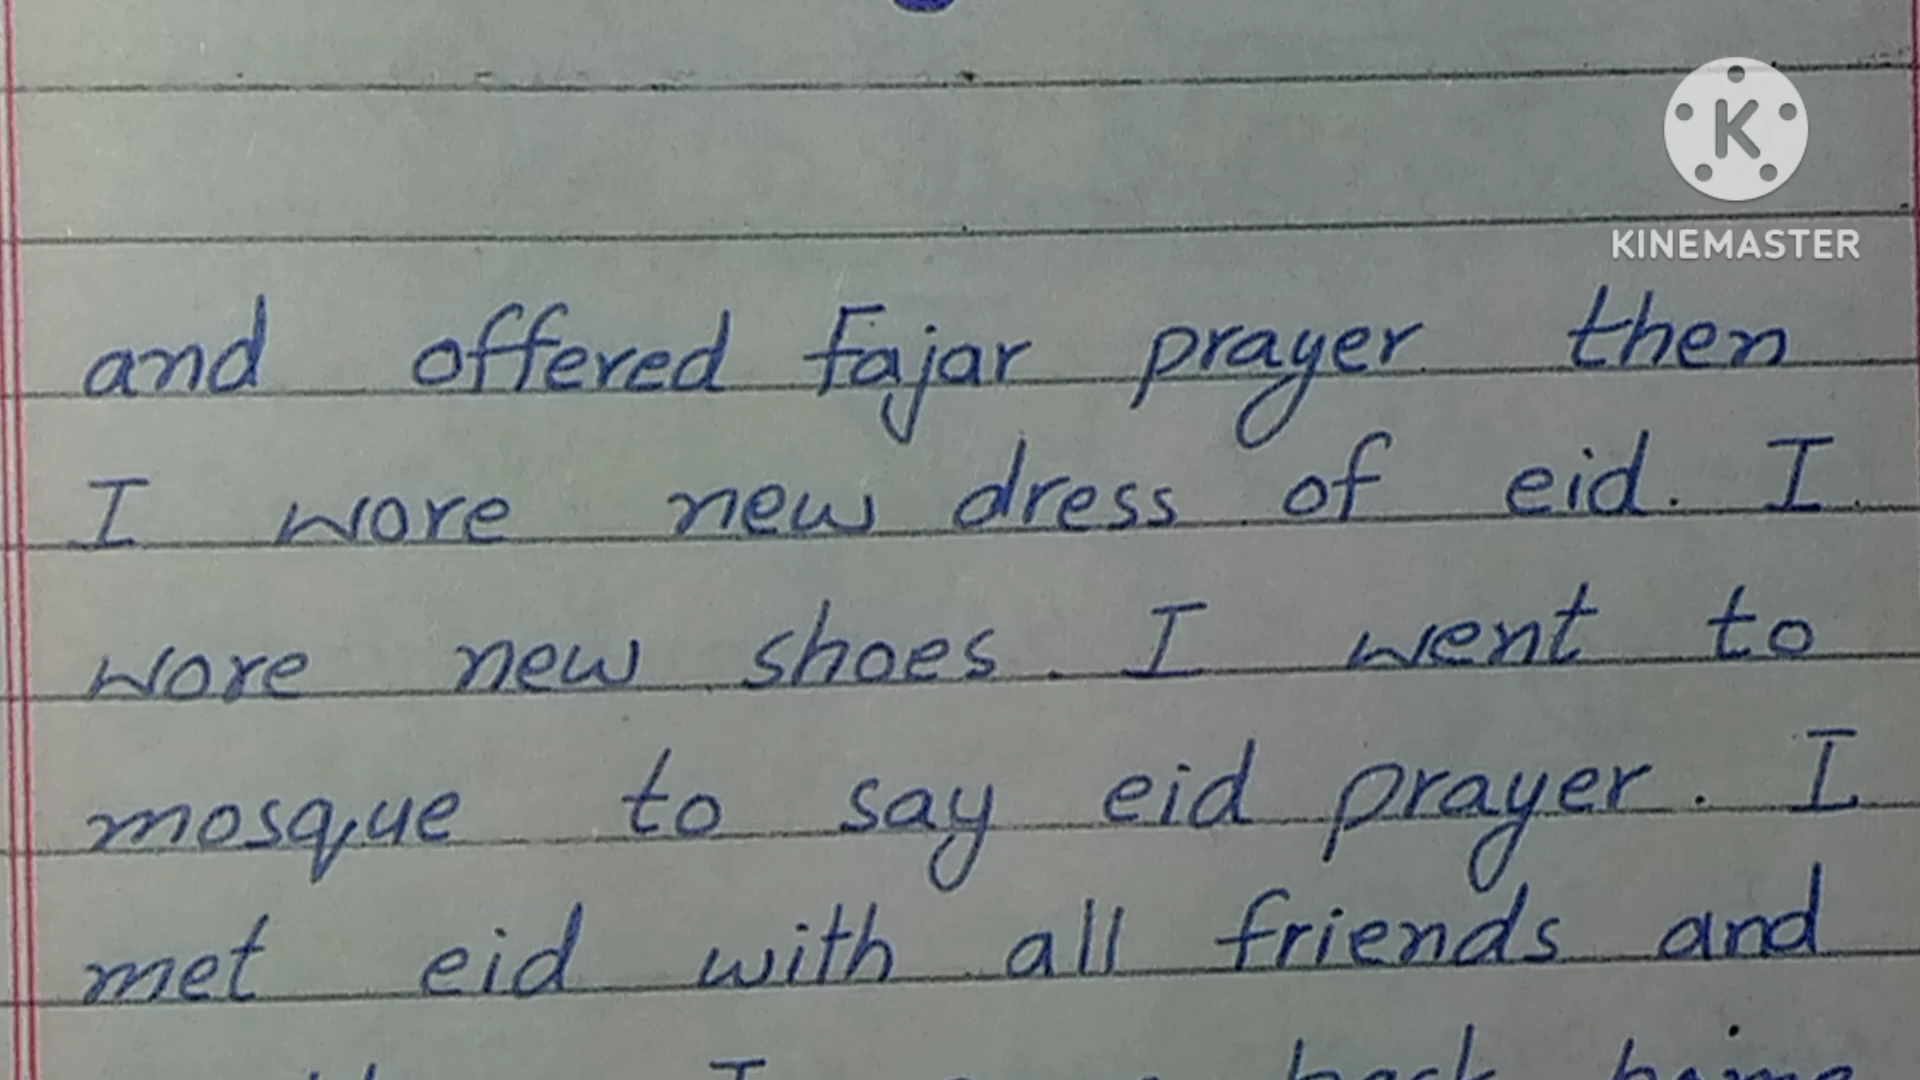 KINEMASTER
and offered Fajar prayer then
I wore new dress of eid. I
wore new shoes. I went to
mosque to say eid prayer. I
met eid with all friends and
I back